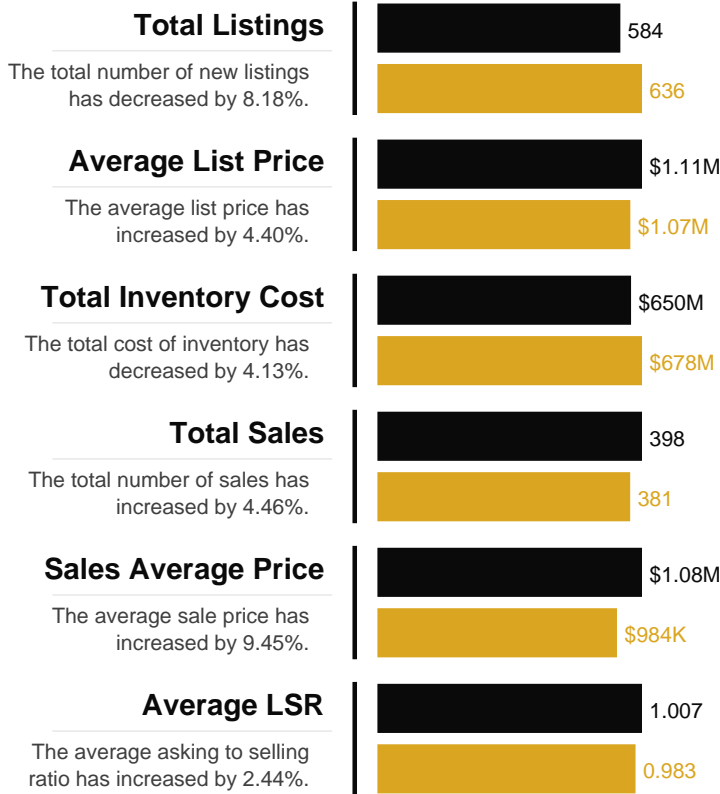 Total Listings
584
The total number of new listings
has decreased by 8.18%.
636
Average List Price
$1.11M
The average list price has
increased by 4.40%.
$1.07M
Total Inventory Cost
$650M
The total cost of inventory has
decreased by 4.13%.
$678M
Total Sales
398
The total number of sales has
increased by 4.46%.
381
Sales Average Price
$1.08M
The average sale price has
increased by 9.45%.
$984K
Average LSR
1.007
The average asking to selling
ratio has increased by 2.44%.
0.983